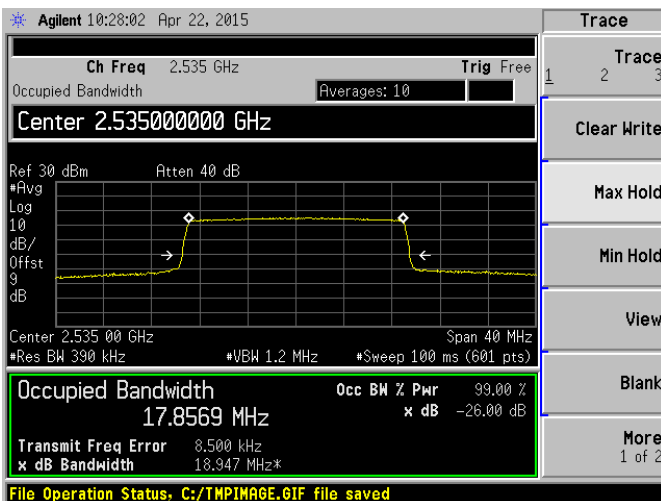 Agilent 10:28:02 Apr 22, 2015
Trace
Ch Freq 2.535 GHz Trig Free
Occupied Bandwidth Averages: 10
Center 2.535000000 GHz
Ref 30 dBm Atten 40 dB
#Avg
Log
10
dB/
Offst
9
dB
Center 2.535 00 GHz Span 40 MHz
#Res BW 390 kHz #VBW 1.2 MHz #Sweep 100 ms (601 pts)
Occupied Bandwidth Occ BW % Pwr 99.00 %
17.8569 MHz x dB -26.00 dB
Transmit Freq Error 8.500 kHz
x dB Bandwidth 18.947 MHz*
File Operation Status, C:/TMPIMAGE.GIF file saved
Trace
1 2 3
Clear Write
Max Hold
Min Hold
View
Blank
More
1 of 2